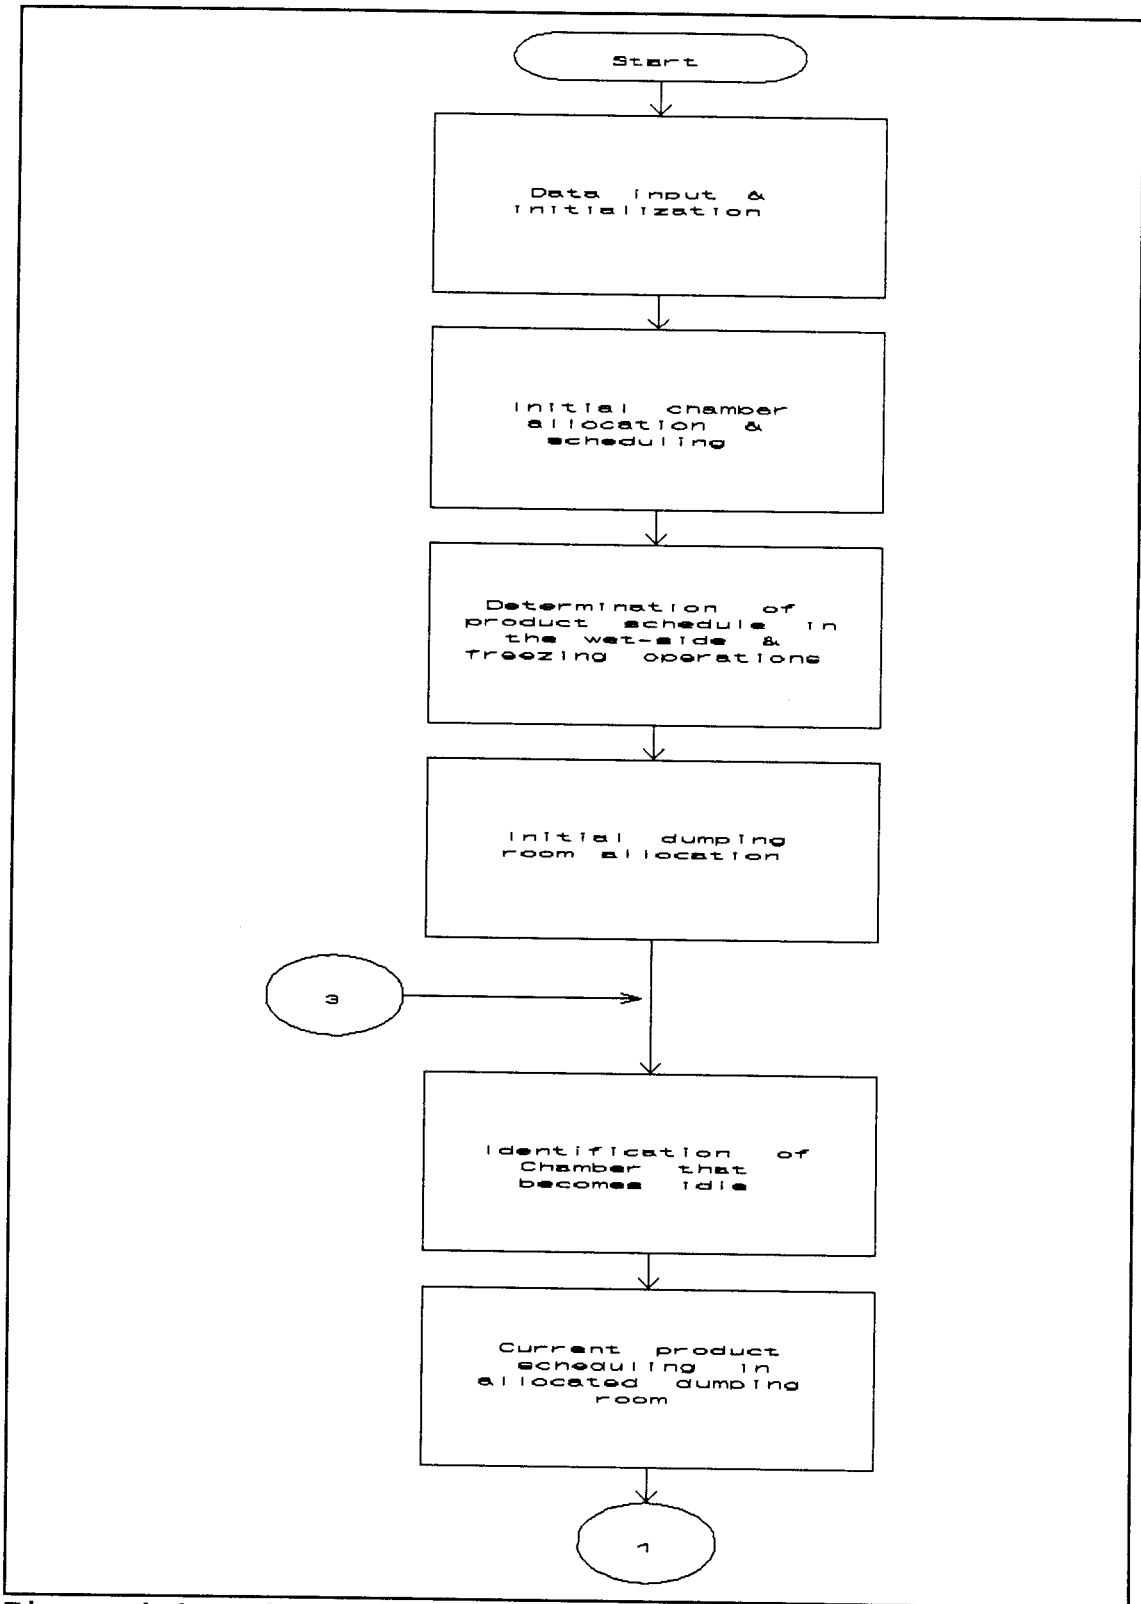 Start
Data input &
initialization
Initial chamber
allocation &
scheduling
Determination of
product schedule in
the wet-side &
freezing operations
Initial dumping
room allocation
3
Identification of
Chamber that
becomes idle
Current product
scheduling in
allocated dumping
room
1